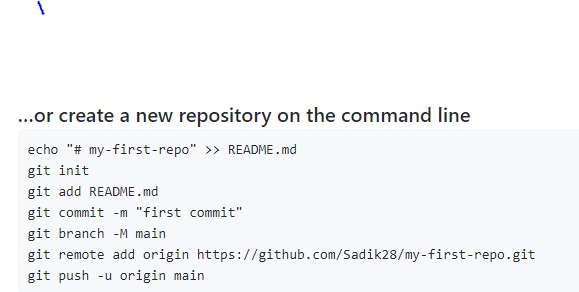 ...or create a new repository on the command line
echo "# my-first-repo" >> README.md
git init
git add README.md
git commit -m "first commit"
git branch -M main
git remote add origin https://github.com/Sadik28/my-first-repo.git
git push -u origin main